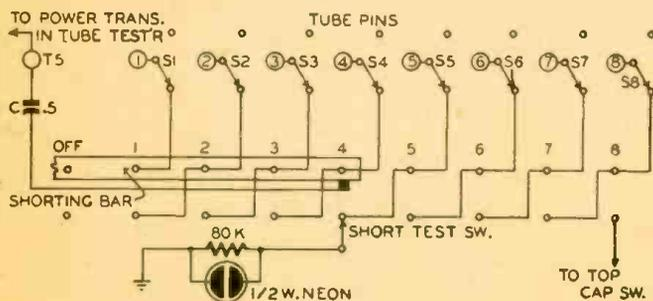 TO POWER TRANS.
IN TUBE TEST'R
TUBE PINS
T5
1 S1 2 S2 3 S3 4 S4 5 S5 6 S6 7 S7 8 S8
C .5
OFF 1 2 3 4 5 6 7 8
SHORTING BAR
80K
SHORT TEST SW.
1/2 W. NEON
TO TOP
CAP SW.